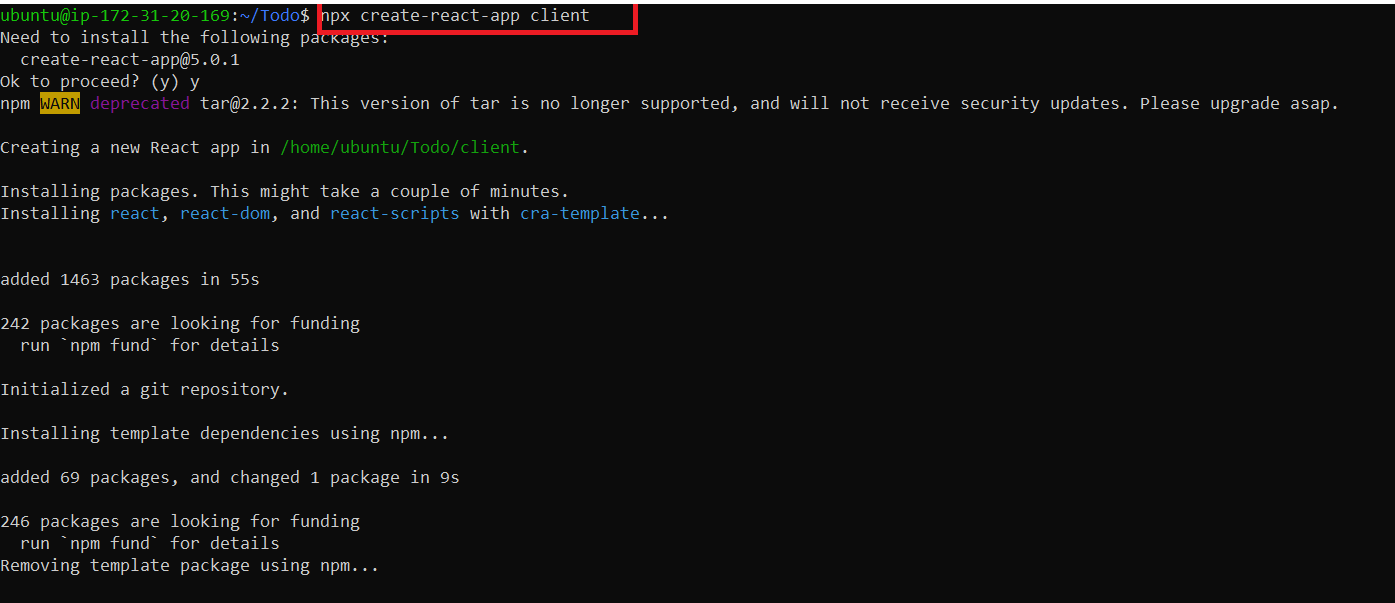 ubuntu@ip-172-31-20-169:~/Todo$ npx create-react-app client
Need to install the following packages:
  create-react-app@5.0.1
Ok to proceed? (y) y
npm WARN deprecated tar@2.2.2: This version of tar is no longer supported, and will not receive security updates. Please upgrade asap.
Creating a new React app in /home/ubuntu/Todo/client.
Installing packages. This might take a couple of minutes.
Installing react, react-dom, and react-scripts with cra-template...
added 1463 packages in 55s
242 packages are looking for funding
  run `npm fund` for details
Initialized a git repository.
Installing template dependencies using npm...
added 69 packages, and changed 1 package in 9s
246 packages are looking for funding
  run `npm fund` for details
Removing template package using npm...